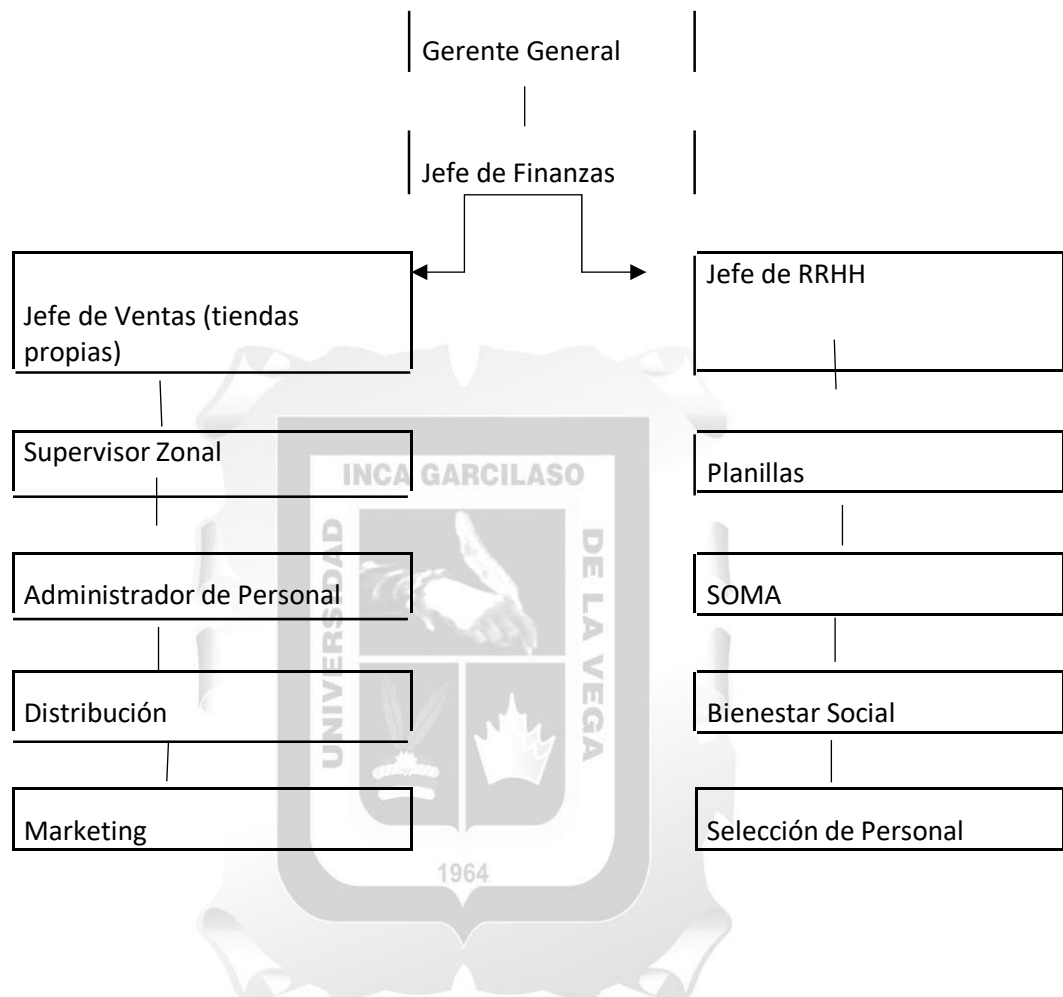 Gerente General
Jefe de Finanzas
Jefe de Ventas (tiendas
propias)
Jefe de RRHH
Supervisor Zonal
Planillas
Administrador de Personal
SOMA
Distribución
Bienestar Social
Marketing
Selección de Personal
INCA GARCILASO
UNIVERSIDAD
DE LA VEGA
1964